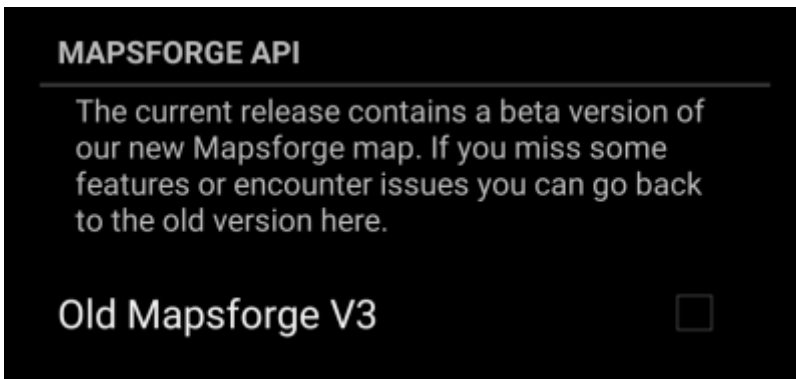 MAPSFORGE API
The current release contains a beta version of
our new Mapsforge map. If you miss some
features or encounter issues you can go back
to the old version here.
Old Mapsforge V3